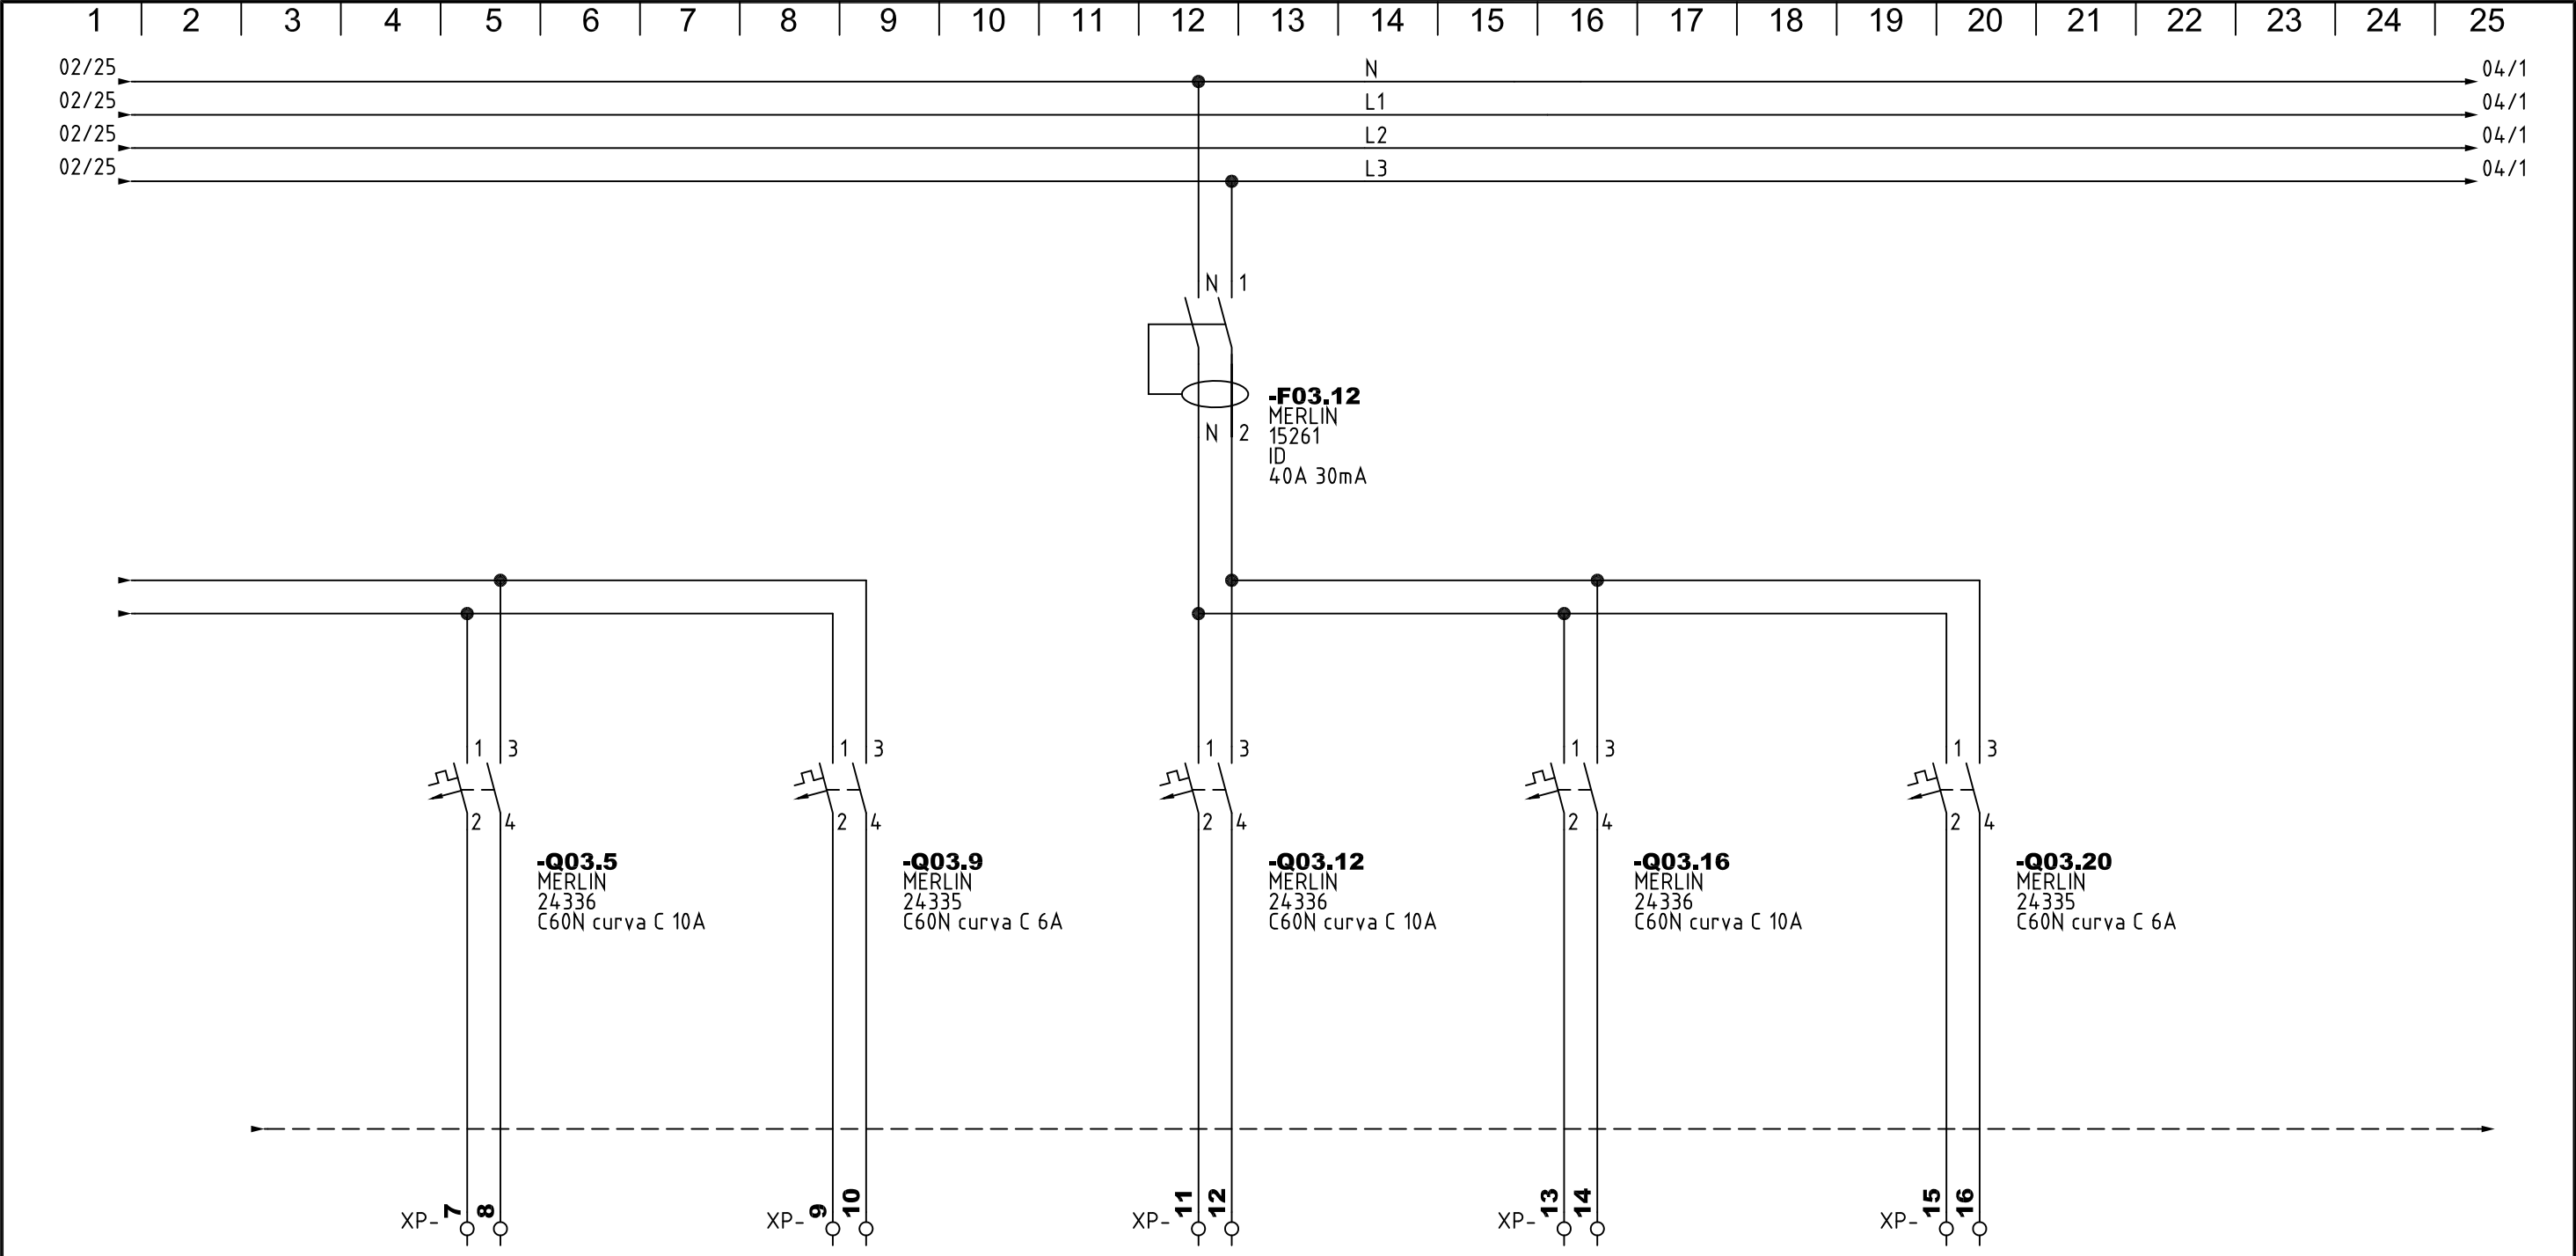 1 2 3 4 5 6 7 8 9 10 11 12 13 14 15 16 17 18 19 20 21 22 23 24 25
02/25 N 04/1
02/25 L1 04/1
02/25 L2 04/1
02/25 L3 04/1
N 1
N 2
-F03.12
MERLIN
15261
ID
40A 30mA
1 3
2 4
-Q03.5
MERLIN
24336
C60N curva C 10A
1 3
2 4
-Q03.9
MERLIN
24335
C60N curva C 6A
1 3
2 4
-Q03.12
MERLIN
24336
C60N curva C 10A
1 3
2 4
-Q03.16
MERLIN
24336
C60N curva C 10A
1 3
2 4
-Q03.20
MERLIN
24335
C60N curva C 6A
XP- 7 8
XP- 9 10
XP- 11 12
XP- 13 14
XP- 15 16